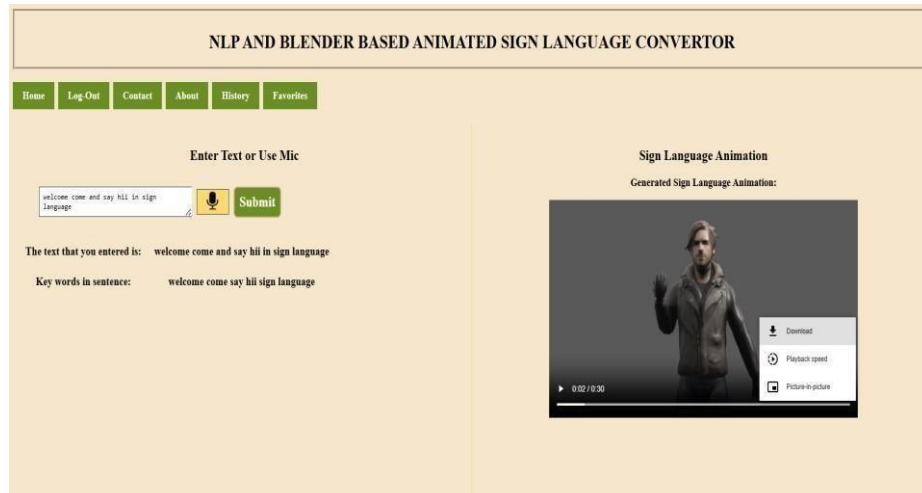 NLP AND BLENDER BASED ANIMATED SIGN LANGUAGE CONVERTOR
Home Log-Out Contact About History Favorites
Enter Text or Use Mic
welcome come and say hii in sign
language
Submit
The text that you entered is: welcome come and say hii in sign language
Key words in sentence: welcome come say hii sign language
Sign Language Animation
Generated Sign Language Animation:
Download
Playback speed
Picture-in-picture
0:02 / 0:30